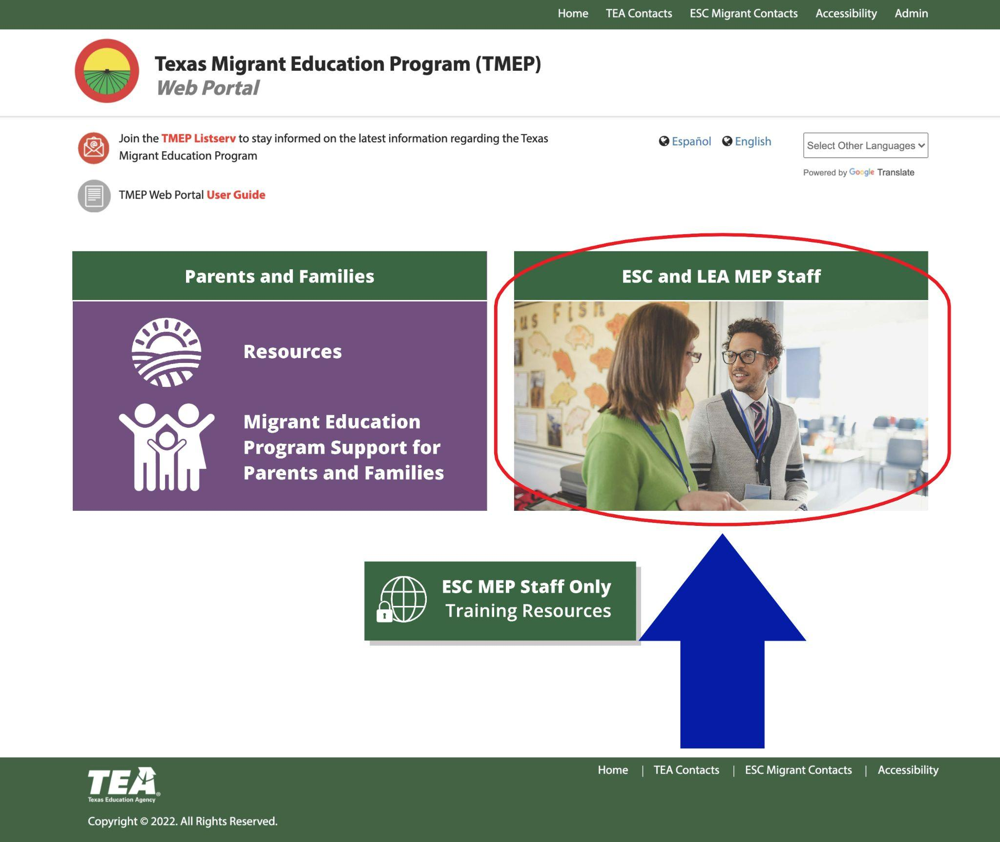 Home TEA Contacts ESC Migrant Contacts Accessibility Admin
Texas Migrant Education Program (TMEP)
Web Portal
Join the TMEP Listserv to stay informed on the latest information regarding the Texas
Migrant Education Program
Español English
Select Other Languages
Powered by Google Translate
TMEP Web Portal User Guide
Parents and Families
Resources
Migrant Education
Program Support for
Parents and Families
ESC and LEA MEP Staff
us Fish
ESC MEP Staff Only
Training Resources
TEA®
Texas Education Agency
Home | TEA Contacts | ESC Migrant Contacts | Accessibility
Copyright © 2022. All Rights Reserved.